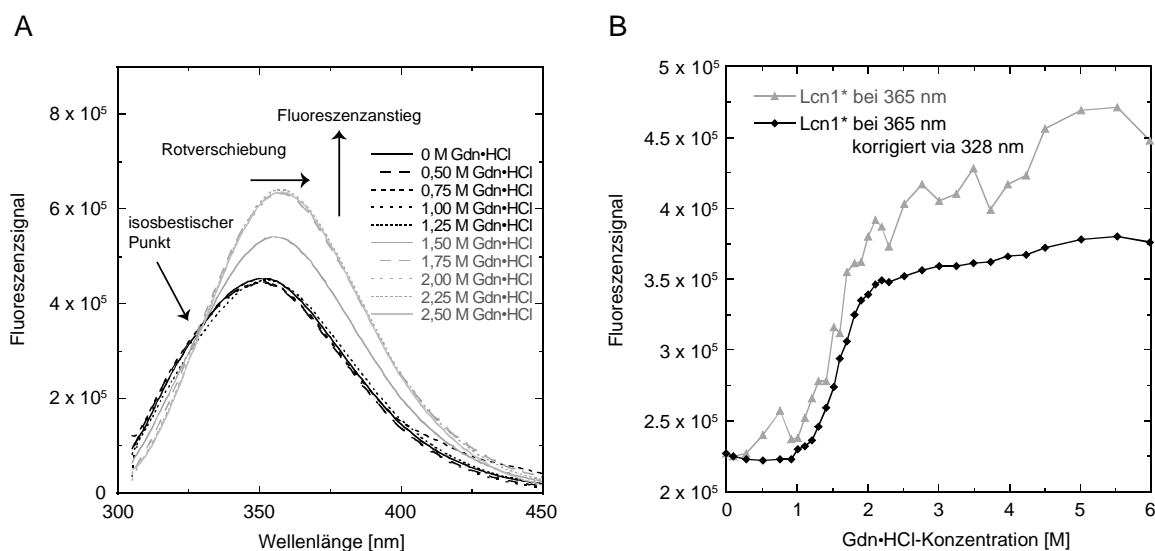 A
Fluoreszenzsignal
8 x 10⁵
6 x 10⁵
4 x 10⁵
2 x 10⁵
0
300
350
400
450
Wellenlänge [nm]
isosbestischer
Punkt
Rotverschiebung
Fluoreszenzanstieg
0 M Gdn•HCl
0,50 M Gdn•HCl
0,75 M Gdn•HCl
1,00 M Gdn•HCl
1,25 M Gdn•HCl
1,50 M Gdn•HCl
1,75 M Gdn•HCl
2,00 M Gdn•HCl
2,25 M Gdn•HCl
2,50 M Gdn•HCl
B
Fluoreszenzsignal
5 x 10⁵
4.5 x 10⁵
4 x 10⁵
3.5 x 10⁵
3 x 10⁵
2.5 x 10⁵
2 x 10⁵
0
1
2
3
4
5
6
Gdn•HCl-Konzentration [M]
Lcn1* bei 365 nm
Lcn1* bei 365 nm
korrigiert via 328 nm